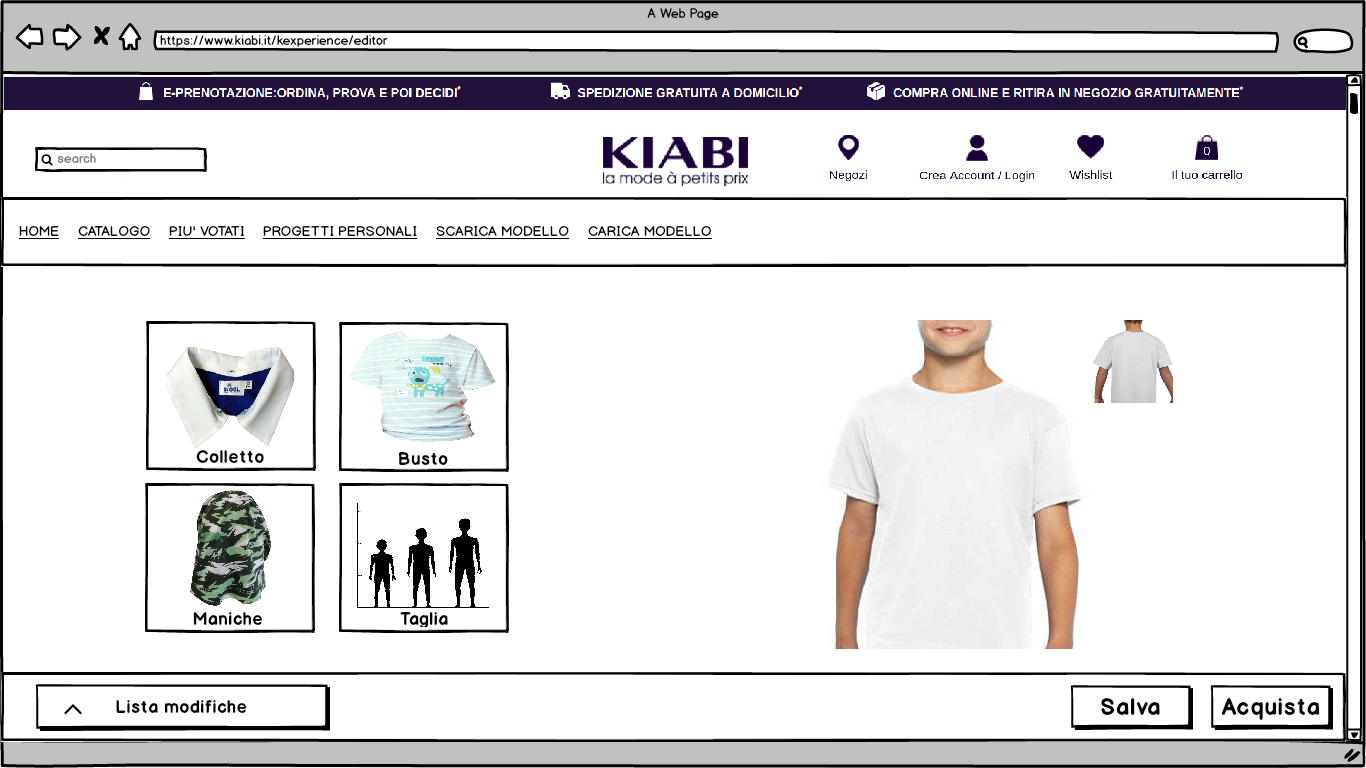 A Web Page
https://www.kiabi.it/kexperience/editor
E-PRENOTAZIONE:ORDINA, PROVA E POI DECIDI* SPEDIZIONE GRATUITA A DOMICILIO* COMPRA ONLINE E RITIRA IN NEGOZIO GRATUITAMENTE*
search
KIABI
la mode à petits prix
Negozi
Crea Account / Login
Wishlist
0
Il tuo carrello
HOME CATALOGO PIU' VOTATI PROGETTI PERSONALI SCARICA MODELLO CARICA MODELLO
Colletto
Busto
Maniche
Taglia
Lista modifiche
Salva
Acquista